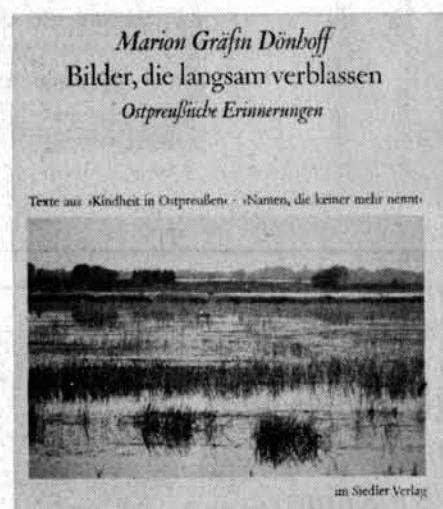 Marion Gräfin Dönhoff
Bilder, die langsam verblassen
Ostpreußische Erinnerungen
Texte aus ›Kindheit in Ostpreußen‹ · ›Namen, die keiner mehr nennt‹
im Siedler Verlag